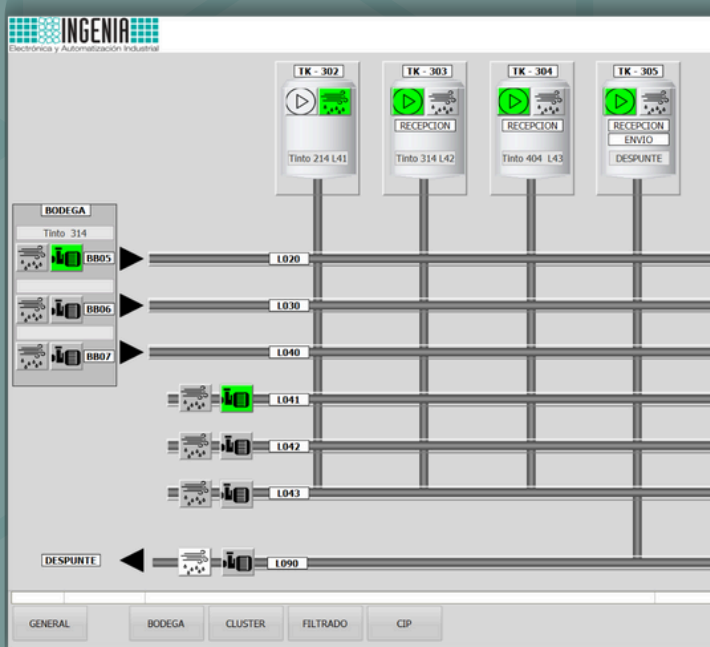 INGENIA
Electrónica y Automatización Industrial
TK - 302
TK - 303
TK - 304
TK - 305
RECEPCION
RECEPCION
RECEPCION
ENVIO
Tinto 214 L41
Tinto 314 L42
Tinto 404 L43
DESPUNTE
BODEGA
Tinto 314
BB05
L020
BB06
L030
BB07
L040
L041
L042
L043
DESPUNTE
L090
GENERAL
BODEGA
CLUSTER
FILTRADO
CIP